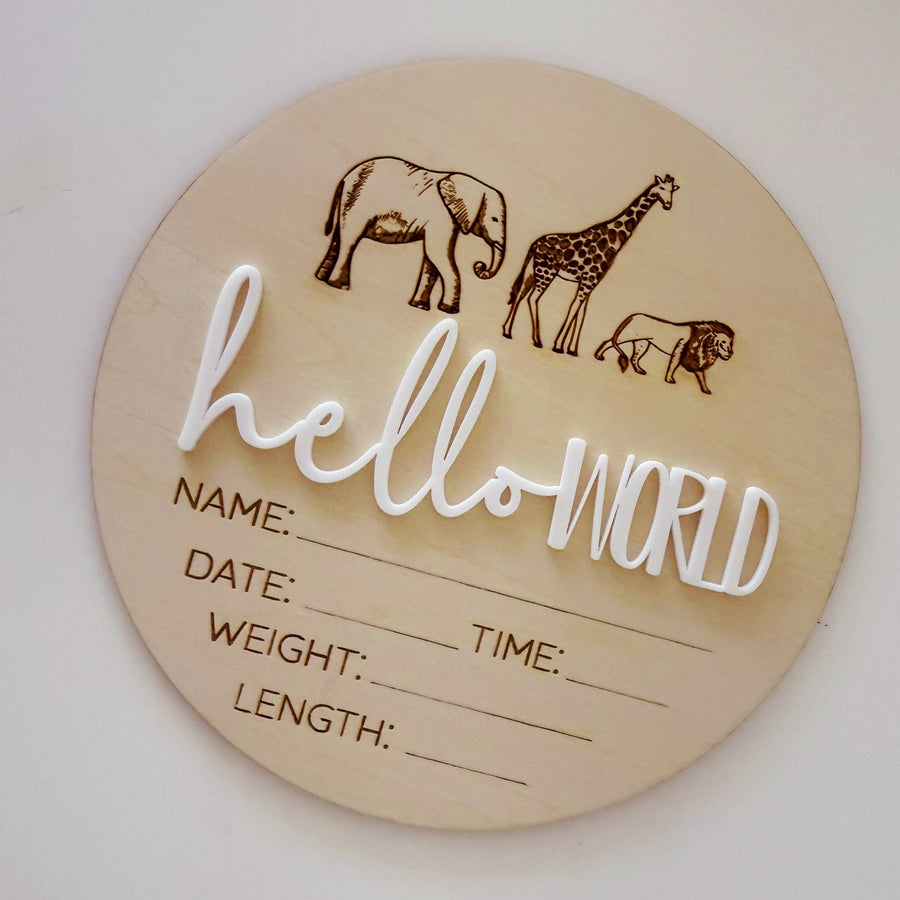 hello WORLD
NAME:
DATE: TIME:
WEIGHT:
LENGTH: